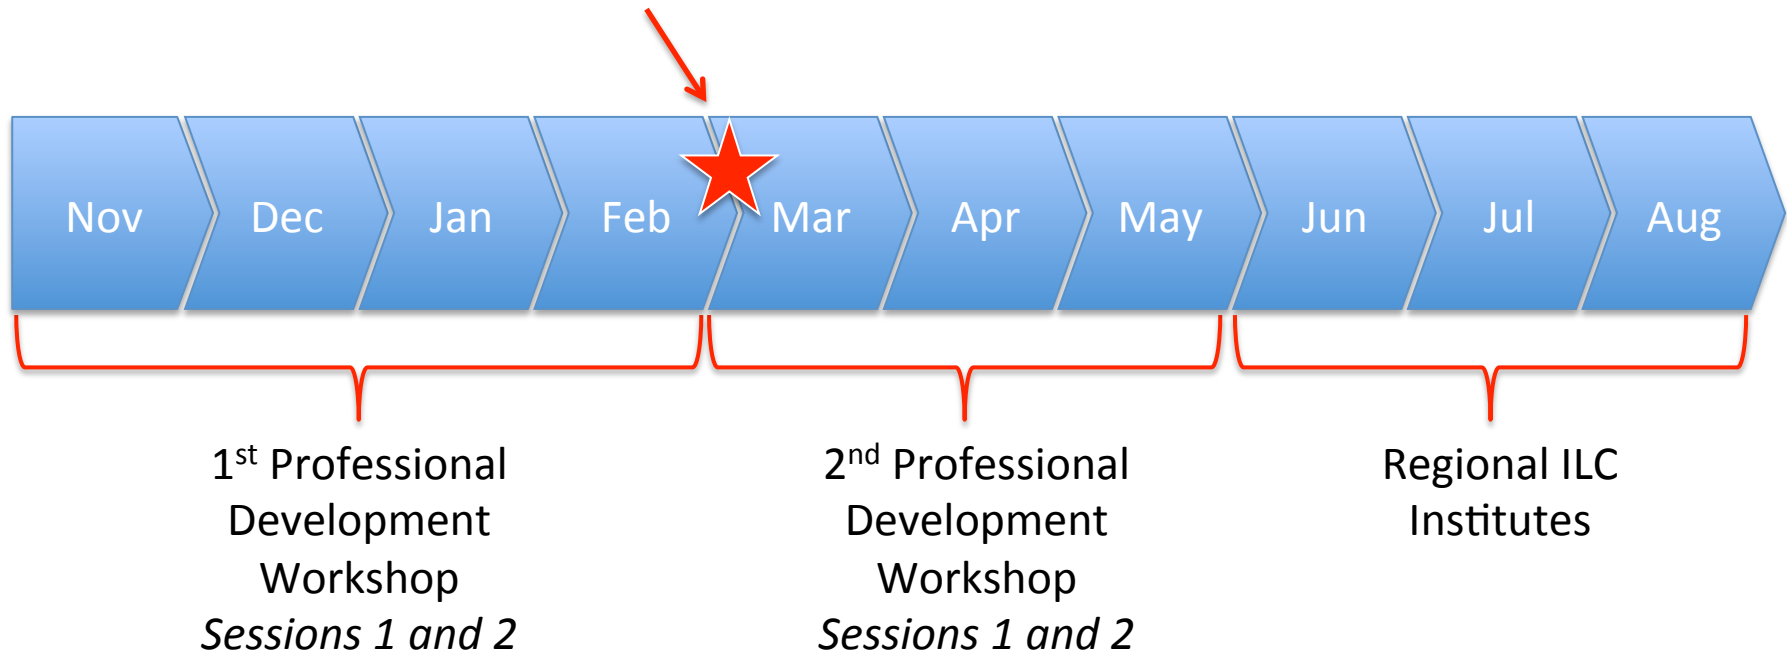 Nov Dec Jan Feb Mar Apr May Jun Jul Aug
1st Professional
Development
Workshop
Sessions 1 and 2
2nd Professional
Development
Workshop
Sessions 1 and 2
Regional ILC
Institutes